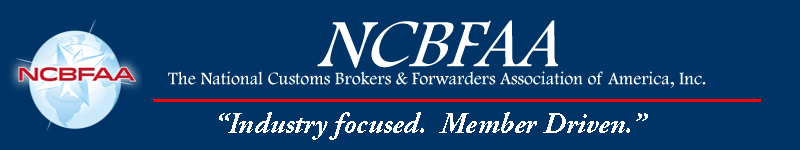 NCBFAA
NCBFAA
The National Customs Brokers & Forwarders Association of America, Inc.
“Industry focused.  Member Driven.”